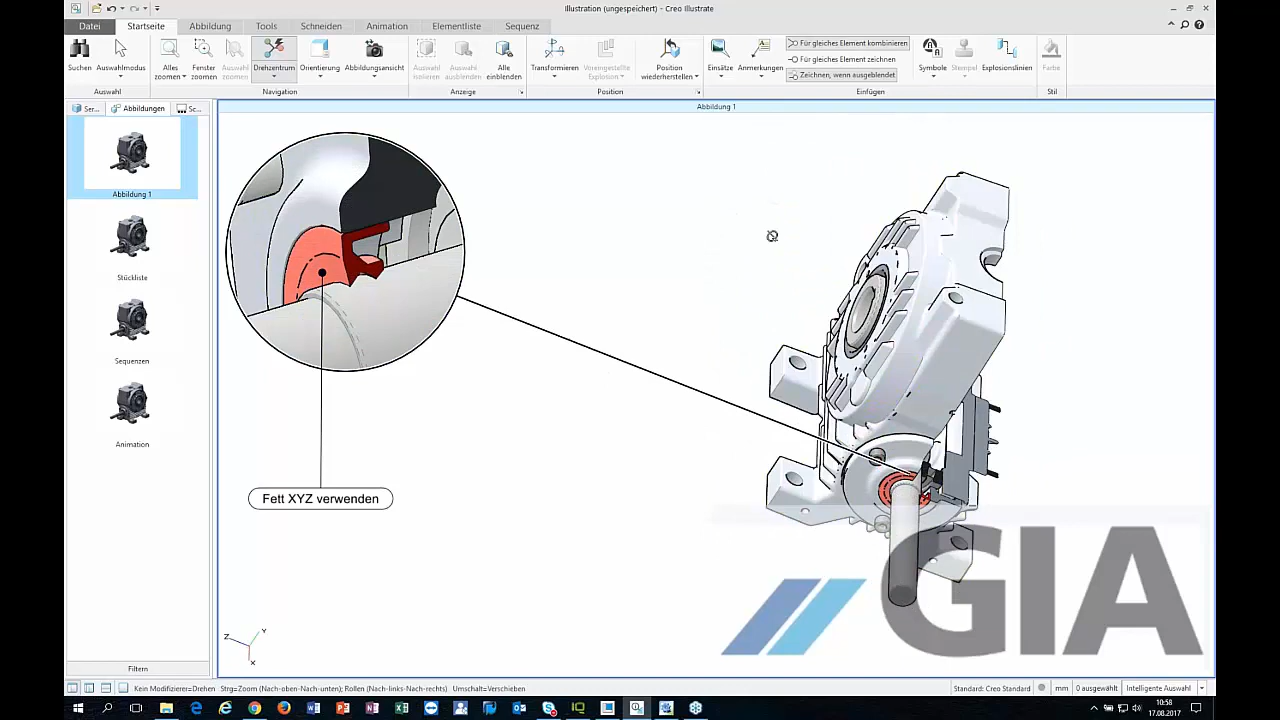 Illustration (ungespeichert) - Creo Illustrate
Datei Startseite Abbildung Tools Schneiden Animation Elementliste Sequenz
Suchen Auswahlmodus Alles zoomen Fenster zoomen Auswahl zoomen Drehzentrum Orientierung Abbildungsansicht Auswahl isolieren Auswahl ausblenden Alle einblenden Transformieren Voreingestellte Explosion Position wiederherstellen Einsätze Anmerkungen
Für gleiches Element kombinieren
Für gleiches Element zeichnen
Zeichnen, wenn ausgeblendet
Symbole Stempel Explosionslinien Farbe
Auswahl Navigation Anzeige Position Einfügen Stil
Ser... Abbildungen Sc...
Abbildung 1
Abbildung 1
Stückliste
Sequenzen
Animation
Fett XYZ verwenden
GIA
Z Y X
Filtern
Kein Modifizierer=Drehen Strg=Zoom (Nach-oben-Nach-unten); Rollen (Nach-links-Nach-rechts) Umschalt=Verschieben
Standard: Creo Standard mm 0 ausgewählt Intelligente Auswahl
10:58
17.08.2017